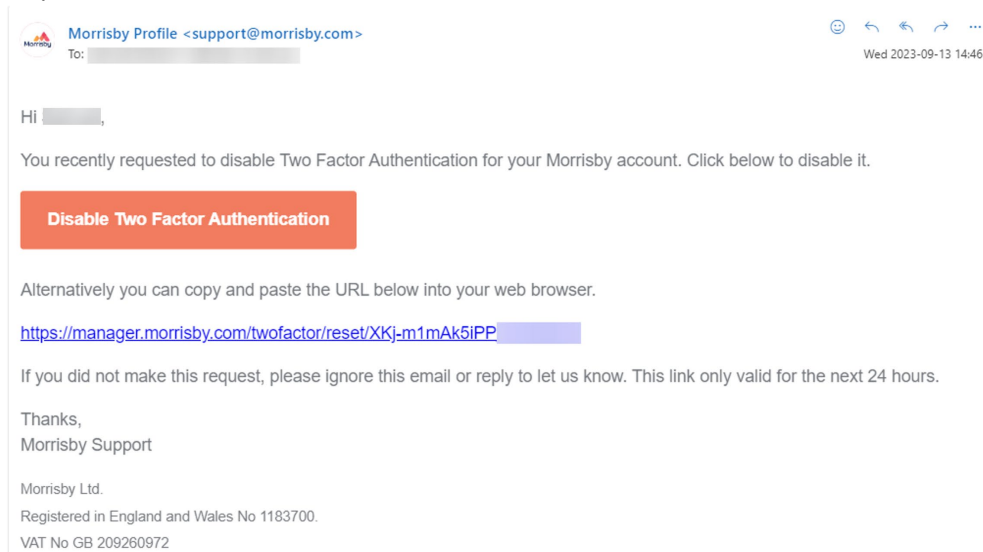 Morrisby
Morrisby Profile <support@morrisby.com>
To:
Wed 2023-09-13 14:46
Hi
You recently requested to disable Two Factor Authentication for your Morrisby account. Click below to disable it.
Disable Two Factor Authentication
Alternatively you can copy and paste the URL below into your web browser.
https://manager.morrisby.com/twofactor/reset/XKj-m1mAk5iPP
If you did not make this request, please ignore this email or reply to let us know. This link only valid for the next 24 hours.
Thanks,
Morrisby Support
Morrisby Ltd.
Registered in England and Wales No 1183700.
VAT No GB 209260972